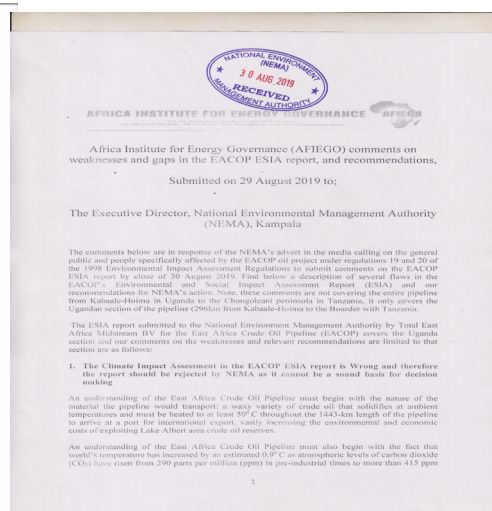 NATIONAL ENVIRONMENT
(NEMA)
30 AUG 2019
RECEIVED
MANAGEMENT AUTHORITY
AFRICA INSTITUTE FOR ENERGY GOVERNANCE
AFIEGO
Africa Institute for Energy Governance (AFIEGO) comments on
weaknesses and gaps in the EACOP ESIA report, and recommendations,
Submitted on 29 August 2019 to;
The Executive Director, National Environmental Management Authority
(NEMA), Kampala
The comments below are in response of the NEMA's advert in the media calling on the general
public and people specifically affected by the EACOP oil project under regulations 19 and 20 of
the 1998 Environmental Impact Assessment Regulations to submit comments on the EACOP
ESIA report by close of 30 August 2019. Find below a description of several flaws in the
EACOP's Environmental and Social Impact Assessment Report (ESIA) and our
recommendations for NEMA's action. Note, these comments are not covering the entire pipeline
from Kabaale-Hoima in Uganda to the Chongoleani peninsula in Tanzania, it only covers the
Ugandan section of the pipeline (296km from Kabaale-Hoima to the Boarder with Tanzania.
The ESIA report submitted to the National Environment Management Authority by Total East
Africa Midstream BV for the East Africa Crude Oil Pipeline (EACOP) covers the Uganda
section and our comments on the weaknesses and relevant recommendations are limited to that
section are as follows:
1. The Climate Impact Assessment in the EACOP ESIA report is Wrong and therefore
the report should be rejected by NEMA as it cannot be a sound basis for decision
making
An understanding of the East Africa Crude Oil Pipeline must begin with the nature of the
material the pipeline would transport: a waxy variety of crude oil that solidifies at ambient
temperatures and must be heated to at least 50° C throughout the 1443-km length of the pipeline
to arrive at a port for international export, vastly increasing the environmental and economic
costs of exploiting Lake Albert area crude oil reserves.
An understanding of the East Africa Crude Oil Pipeline must also begin with the fact that
world's temperature has increased by an estimated 0.9° C as atmospheric levels of carbon dioxide
(CO₂) have risen from 290 parts per million (ppm) in pre-industrial times to more than 415 ppm
1